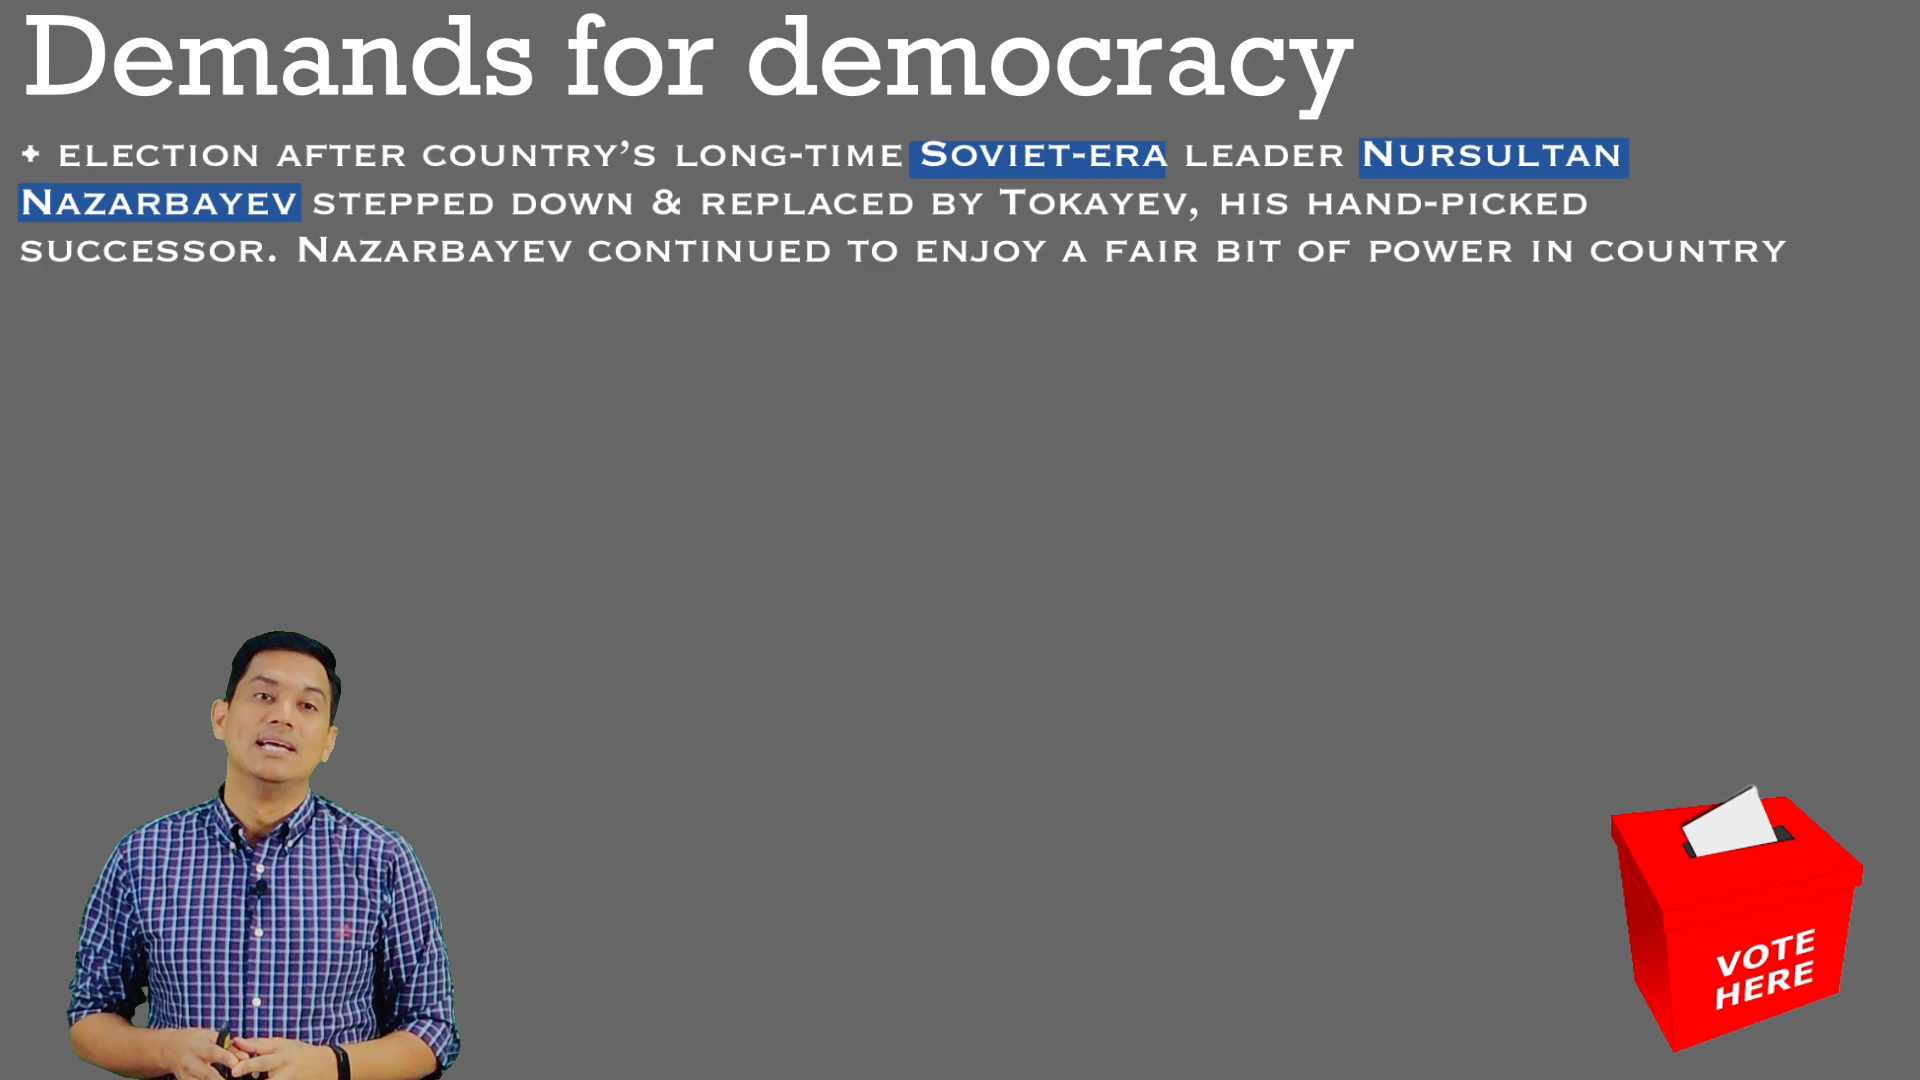 Demands for democracy
+ ELECTION AFTER COUNTRY’S LONG-TIME SOVIET-ERA LEADER NURSULTAN
NAZARBAYEV STEPPED DOWN & REPLACED BY TOKAYEV, HIS HAND-PICKED
SUCCESSOR. NAZARBAYEV CONTINUED TO ENJOY A FAIR BIT OF POWER IN COUNTRY
VOTE
HERE